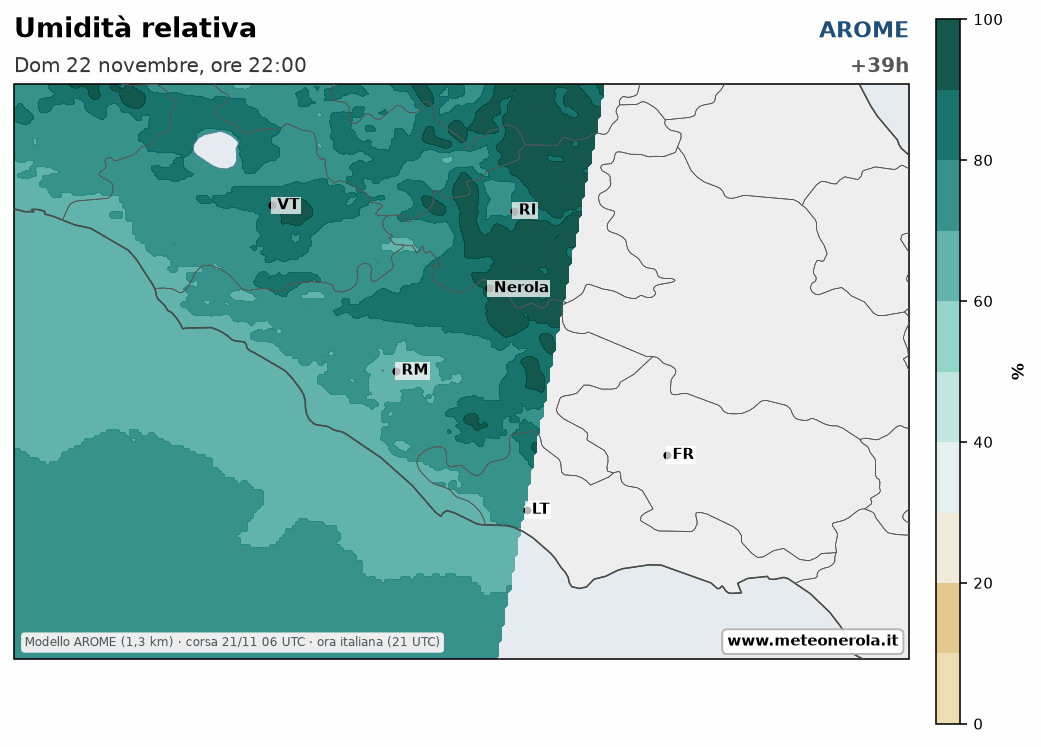 Umidità relativa
AROME
Dom 22 novembre, ore 22:00
+39h
VT
RI
Nerola
RM
FR
LT
Modello AROME (1,3 km) · corsa 21/11 06 UTC · ora italiana (21 UTC)
www.meteonerola.it
100
80
60
40
20
0
%